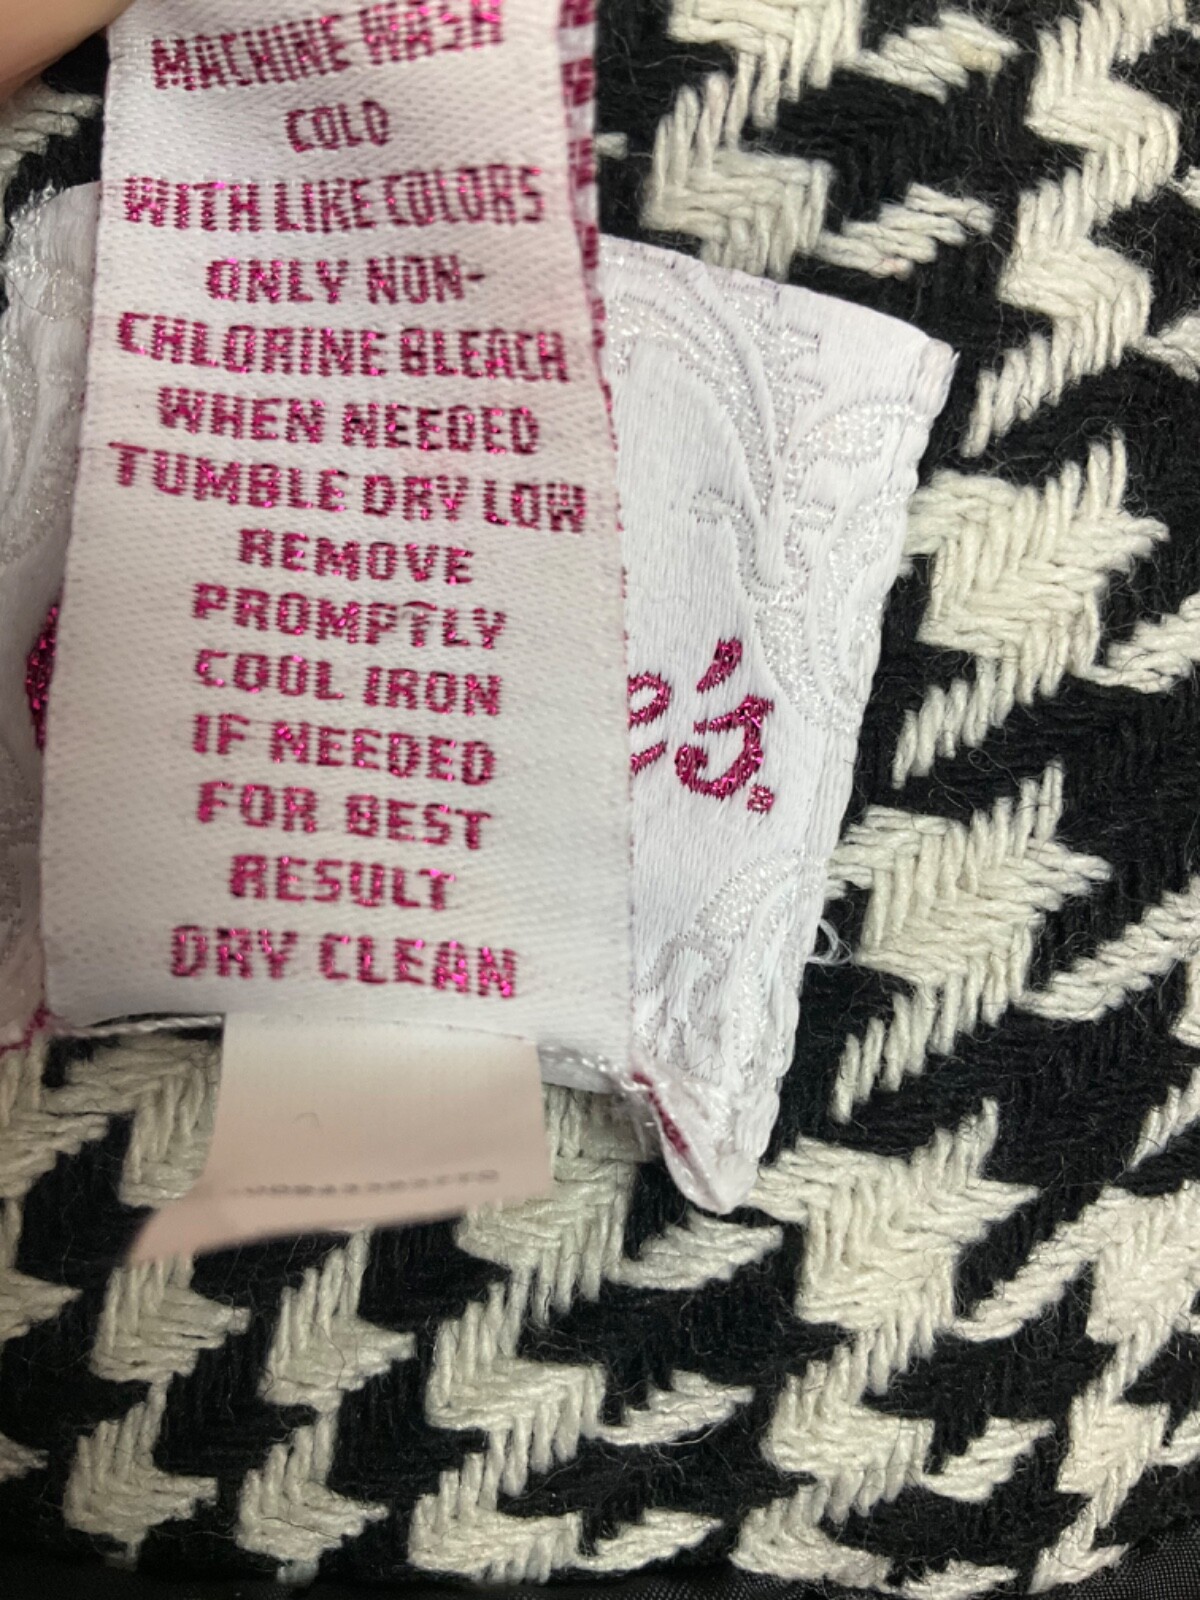 MACHINE WASH
COLD
WITH LIKE COLORS
ONLY NON-
CHLORINE BLEACH
WHEN NEEDED
TUMBLE DRY LOW
REMOVE
PROMPTLY
COOL IRON
IF NEEDED
FOR BEST
RESULT
DRY CLEAN
e's®